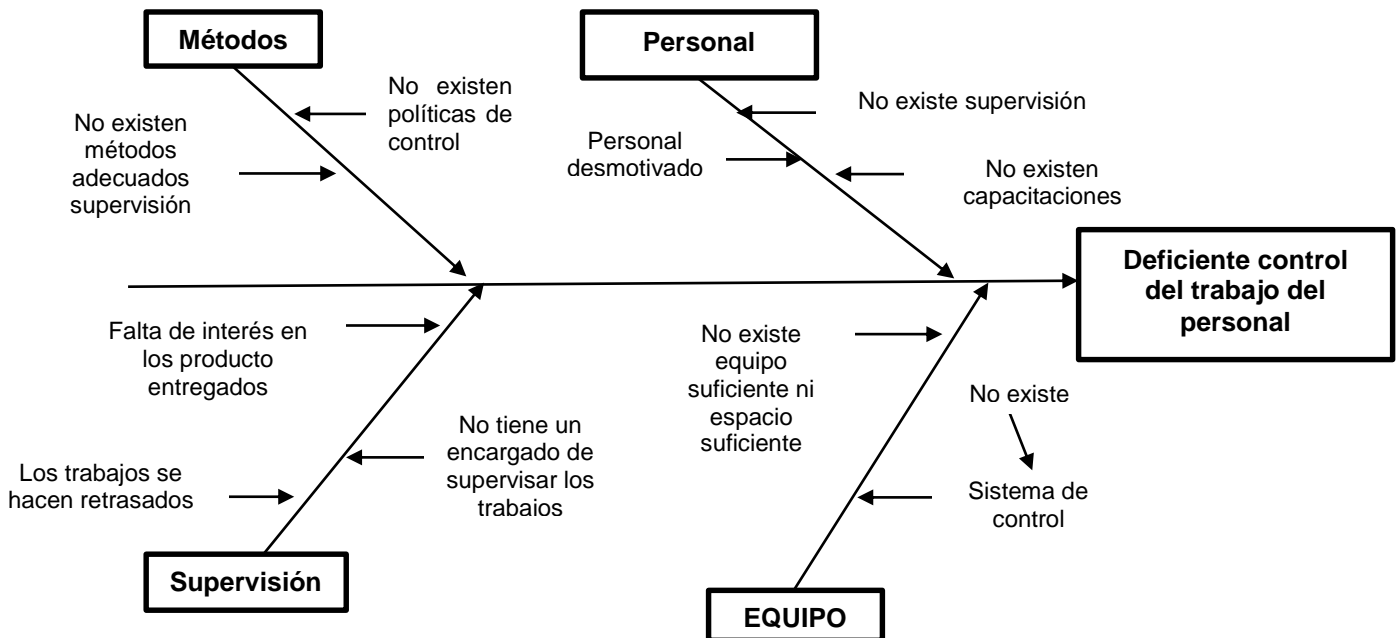 Métodos
Personal
No existen
políticas de
control
No existen
métodos
adecuados
supervisión
No existe supervisión
Personal
desmotivado
No existen
capacitaciones
Deficiente control
del trabajo del
personal
Falta de interés en
los producto
entregados
No existe
equipo
suficiente ni
espacio
suficiente
No existe
No tiene un
encargado de
supervisar los
trabaios
Los trabajos se
hacen retrasados
Sistema de
control
Supervisión
EQUIPO